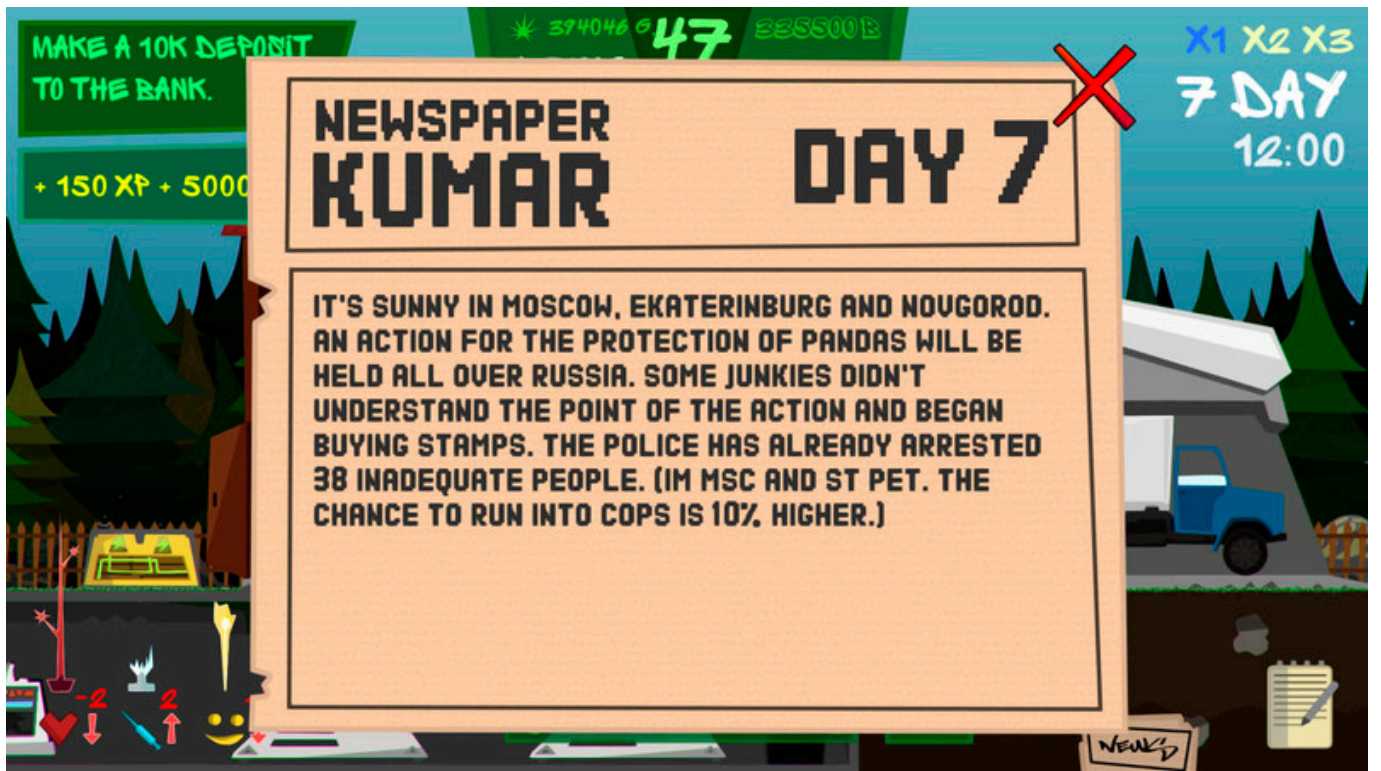 MAKE A 10K DEPOSIT
TO THE BANK.
+ 150 XP + 5000
394046 G
47
335500 B
X1 X2 X3
7 DAY
12:00
NEWSPAPER
KUMAR
DAY 7
IT'S SUNNY IN MOSCOW, EKATERINBURG AND NOVGOROD.
AN ACTION FOR THE PROTECTION OF PANDAS WILL BE
HELD ALL OVER RUSSIA. SOME JUNKIES DIDN'T
UNDERSTAND THE POINT OF THE ACTION AND BEGAN
BUYING STAMPS. THE POLICE HAS ALREADY ARRESTED
38 INADEQUATE PEOPLE. (IM MSC AND ST PET. THE
CHANCE TO RUN INTO COPS IS 10% HIGHER.)
-2
2
NEWS